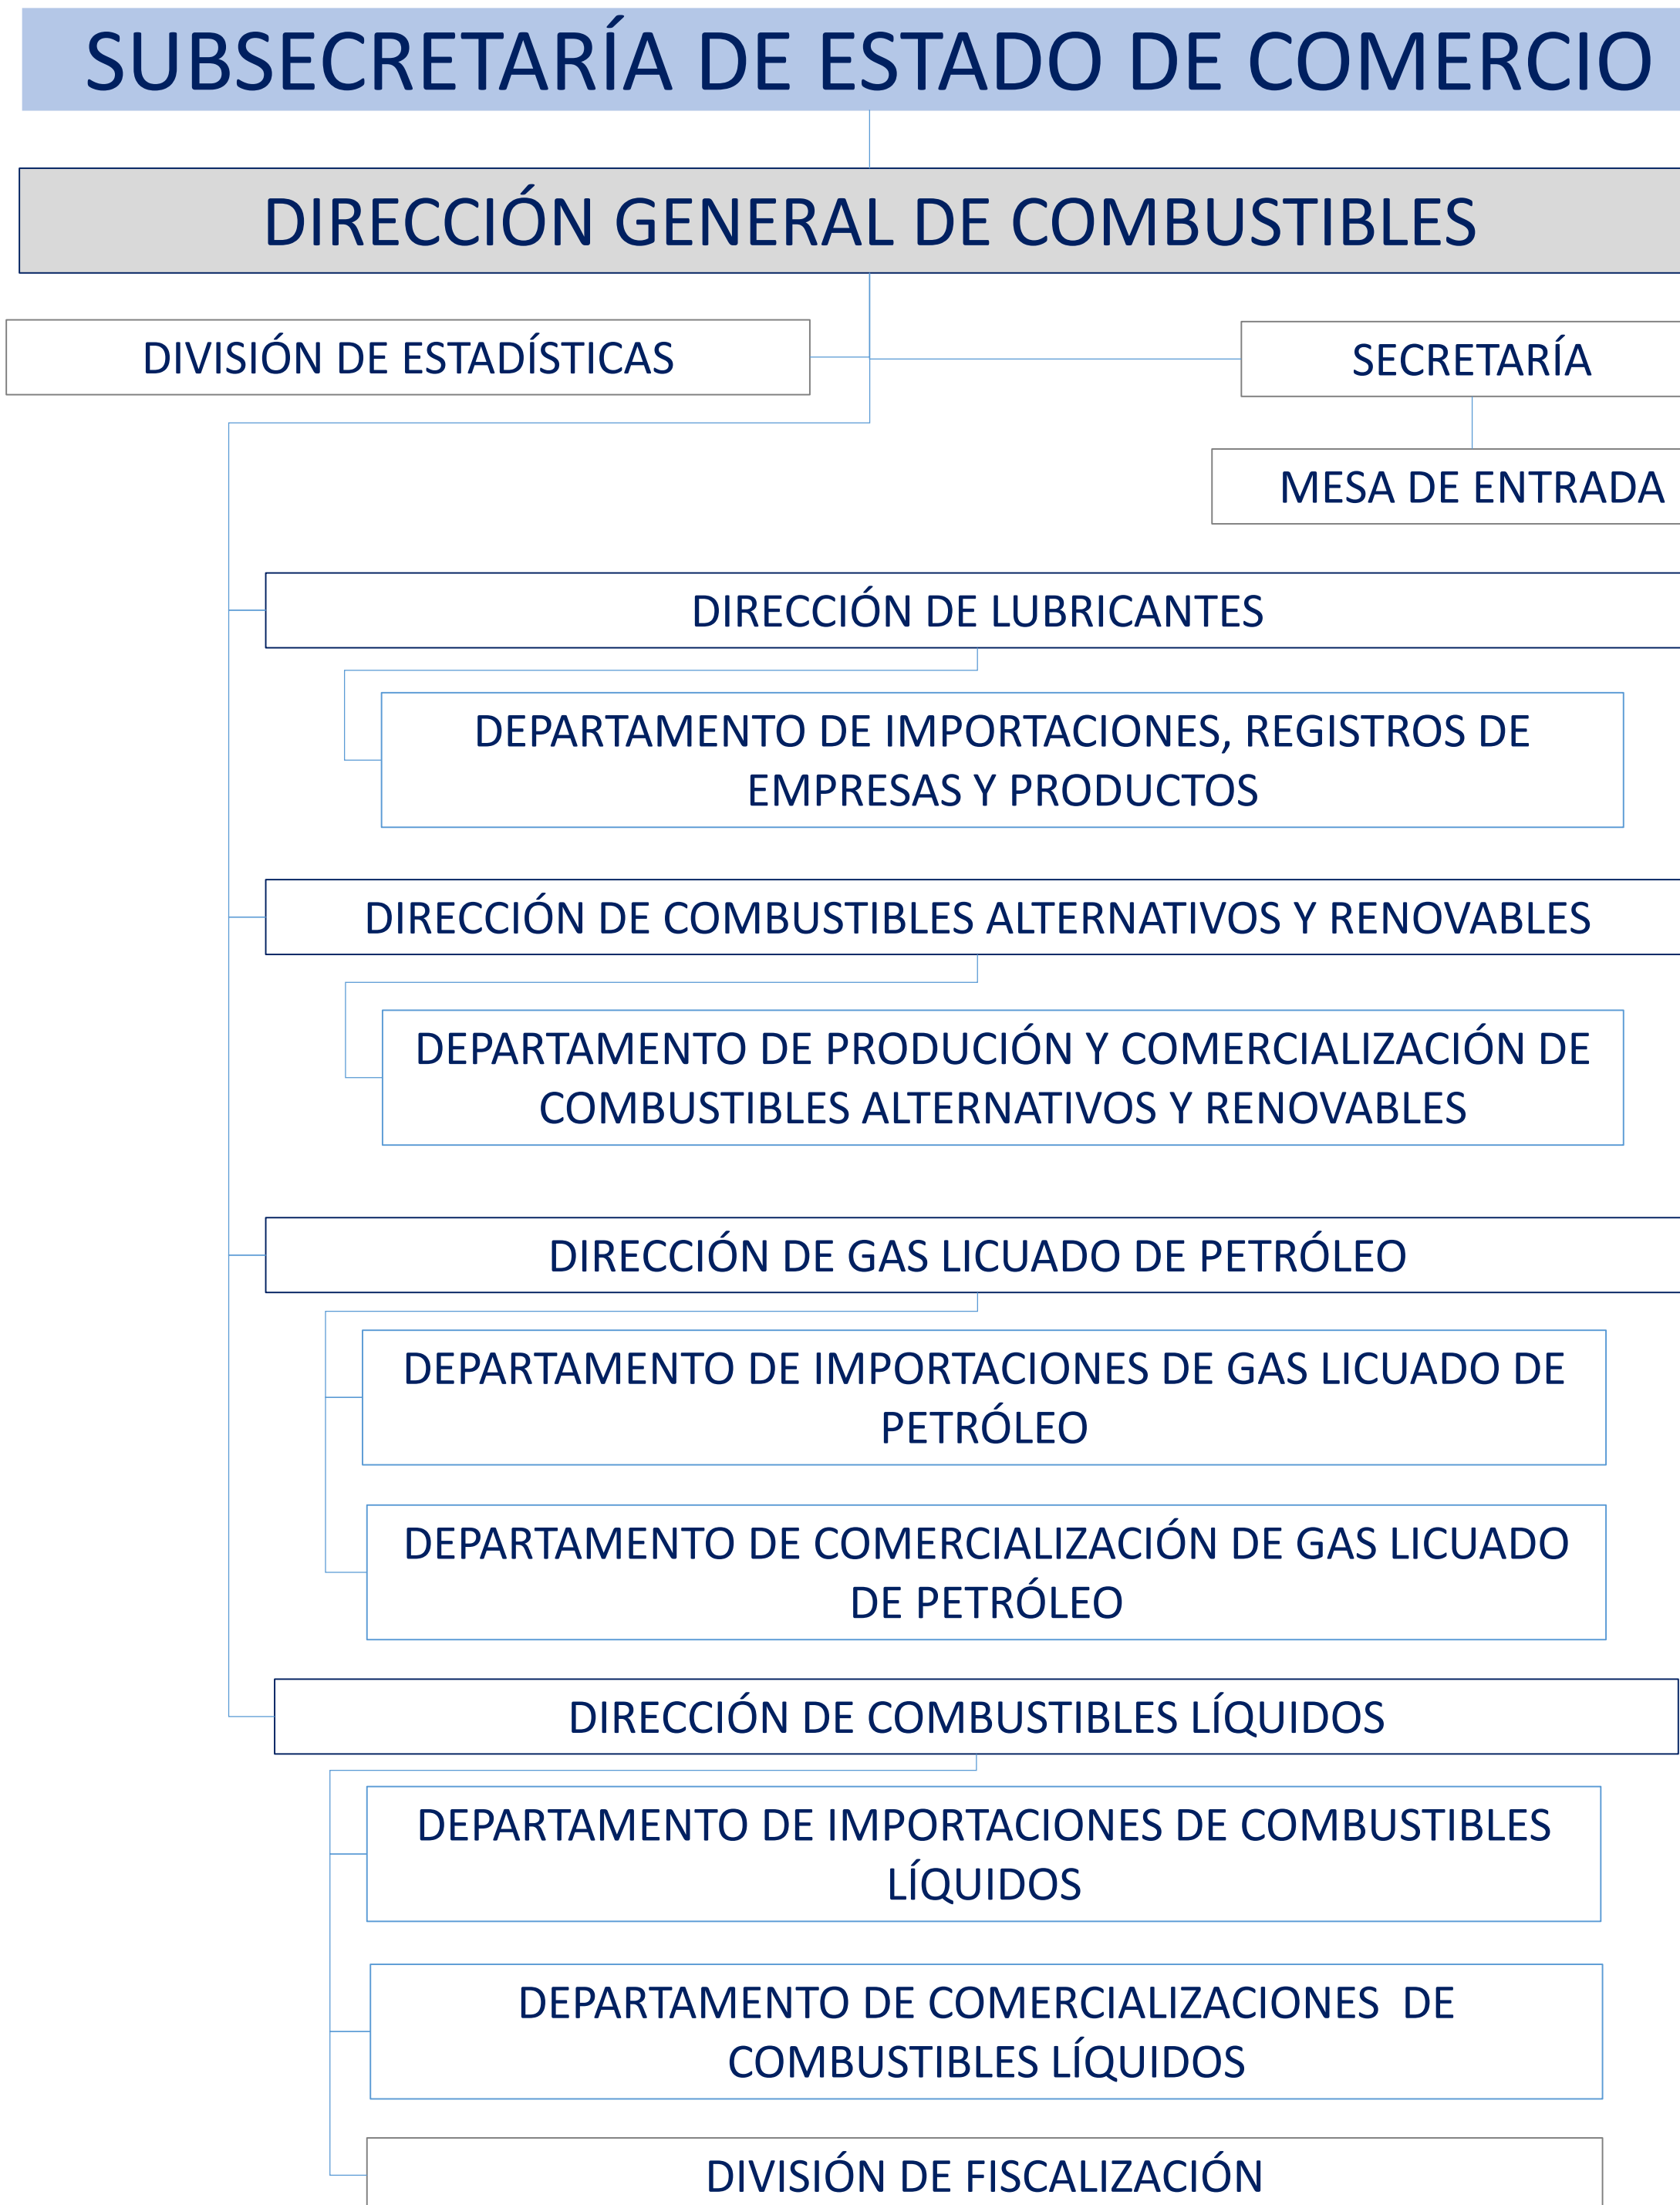 SUBSECRETARÍA DE ESTADO DE COMERCIO
DIRECCIÓN GENERAL DE COMBUSTIBLES
DIVISIÓN DE ESTADÍSTICAS
SECRETARÍA
MESA DE ENTRADA
DIRECCIÓN DE LUBRICANTES
DEPARTAMENTO DE IMPORTACIONES, REGISTROS DE
EMPRESAS Y PRODUCTOS
DIRECCIÓN DE COMBUSTIBLES ALTERNATIVOS Y RENOVABLES
DEPARTAMENTO DE PRODUCIÓN Y COMERCIALIZACIÓN DE
COMBUSTIBLES ALTERNATIVOS Y RENOVABLES
DIRECCIÓN DE GAS LICUADO DE PETRÓLEO
DEPARTAMENTO DE IMPORTACIONES DE GAS LICUADO DE
PETRÓLEO
DEPARTAMENTO DE COMERCIALIZACIÓN DE GAS LICUADO
DE PETRÓLEO
DIRECCIÓN DE COMBUSTIBLES LÍQUIDOS
DEPARTAMENTO DE IMPORTACIONES DE COMBUSTIBLES
LÍQUIDOS
DEPARTAMENTO DE COMERCIALIZACIONES  DE
COMBUSTIBLES LÍQUIDOS
DIVISIÓN DE FISCALIZACIÓN